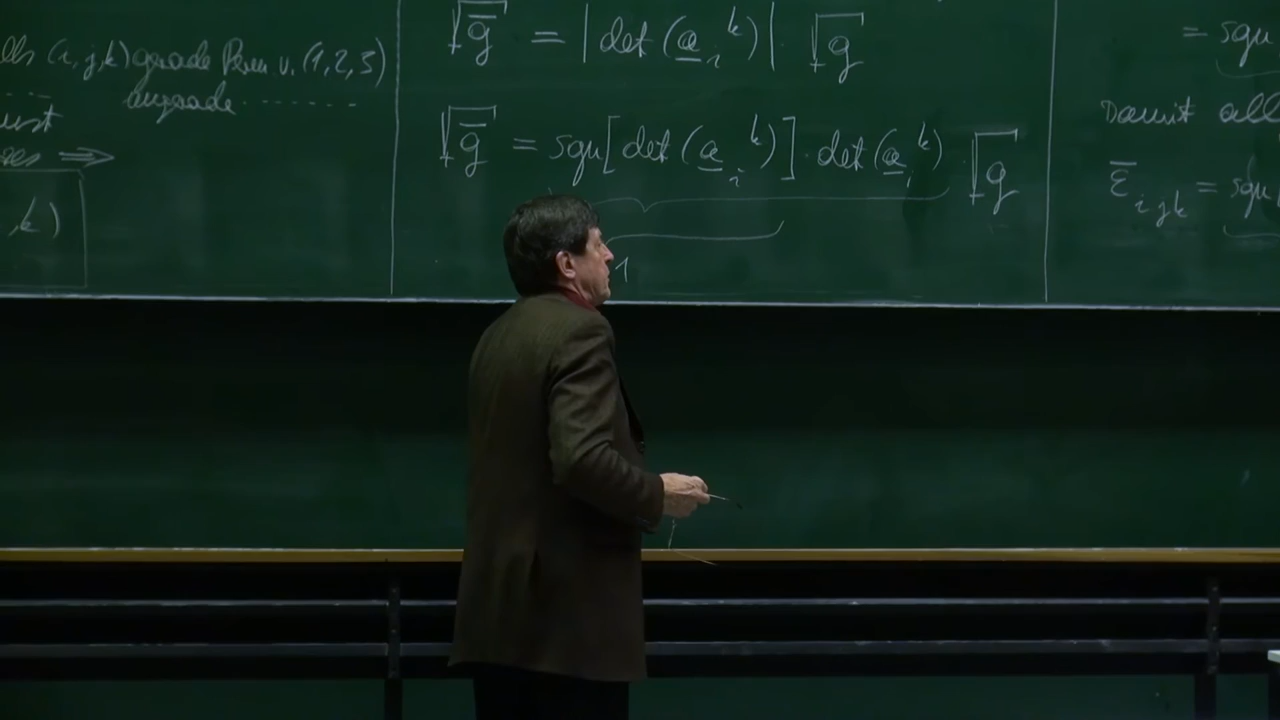 (i,j,k) gerade Perm v. (1,2,3)
ungerade ........
⟹
,k)
√g̅ = |det(a̲ᵢᵏ)| √g
√g̅ = sgn[det(a̲ᵢᵏ)] · det(a̲ᵢᵏ) √g
1
= sgn
Damit all
ε̅ᵢⱼₖ = sgn